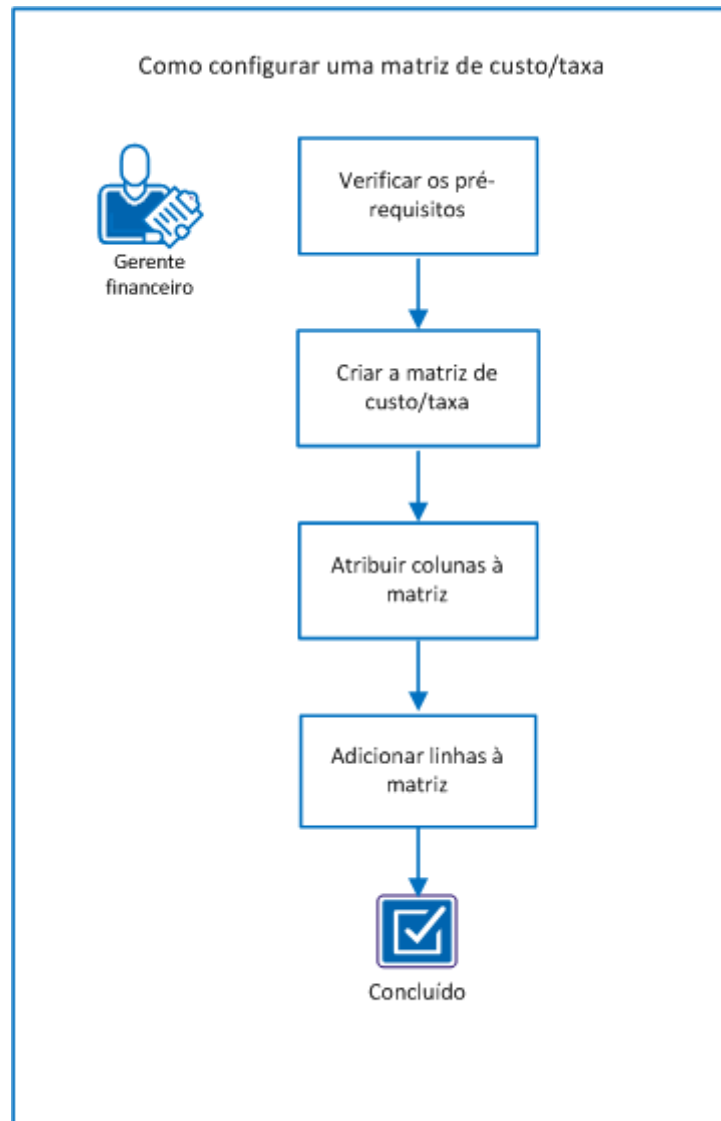 Como configurar uma matriz de custo/taxa
Gerente
financeiro
Verificar os pré-
requisitos
Criar a matriz de
custo/taxa
Atribuir colunas à
matriz
Adicionar linhas à
matriz
Concluído